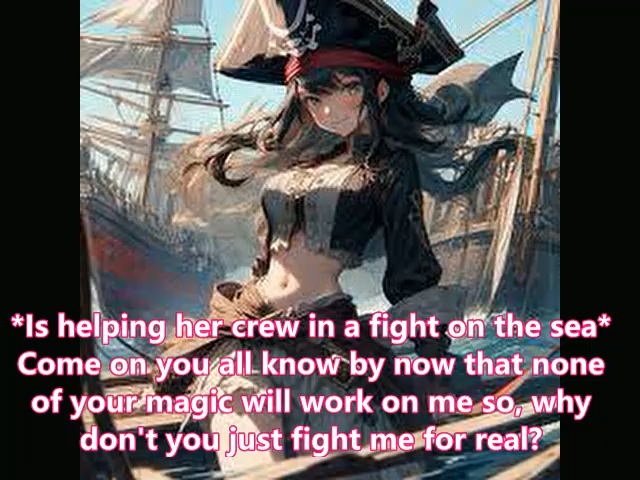 *Is helping her crew in a fight on the sea*
Come on you all know by now that none
of your magic will work on me so, why
don't you just fight me for real?